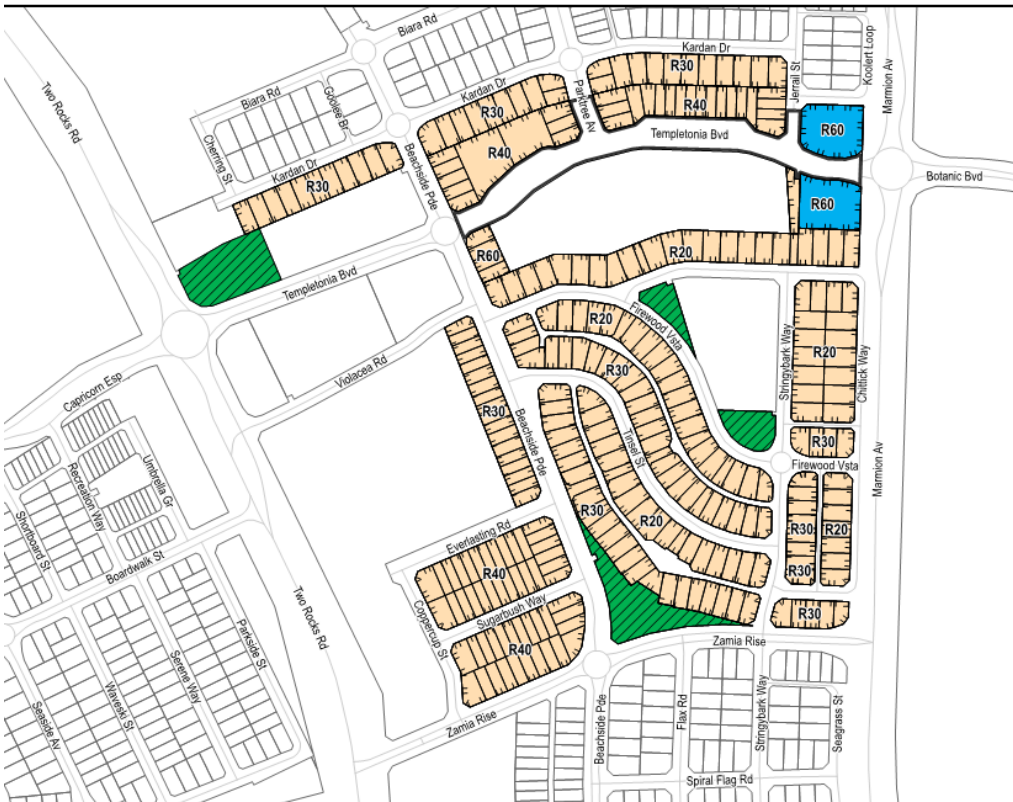 Biara Rd
Kardan Dr
Koolert Loop
Two Rocks Rd
Biara Rd
Goolee Br
Kardan Dr
R30
Jerrail St
Marmion Av
R30
Parktree Av
R40
R60
Templetonia Bvd
Cherring St
Kardan Dr
R40
Beachside Pde
Botanic Bvd
R30
R60
R60
R20
Templetonia Bvd
Firewood Vsta
R20
Stringybark Way
R20
Chittick Way
Violacea Rd
R30
Capricorn Esp
R30
Beachside Pde
Tinsel St
R30
Umbrella Gr
Recreation Way
Firewood Vsta
Marmion Av
Shortboard St
Everlasting Rd
R30
R20
R30
R20
Boardwalk St
R40
R30
Two Rocks Rd
Sugarbush Way
Coppercup St
R30
Parkside St
R40
Zamia Rise
Serene Way
Waveski St
Seaside Av
Zamia Rise
Beachside Pde
Flax Rd
Stringybark Way
Seagrass St
Spiral Flag Rd